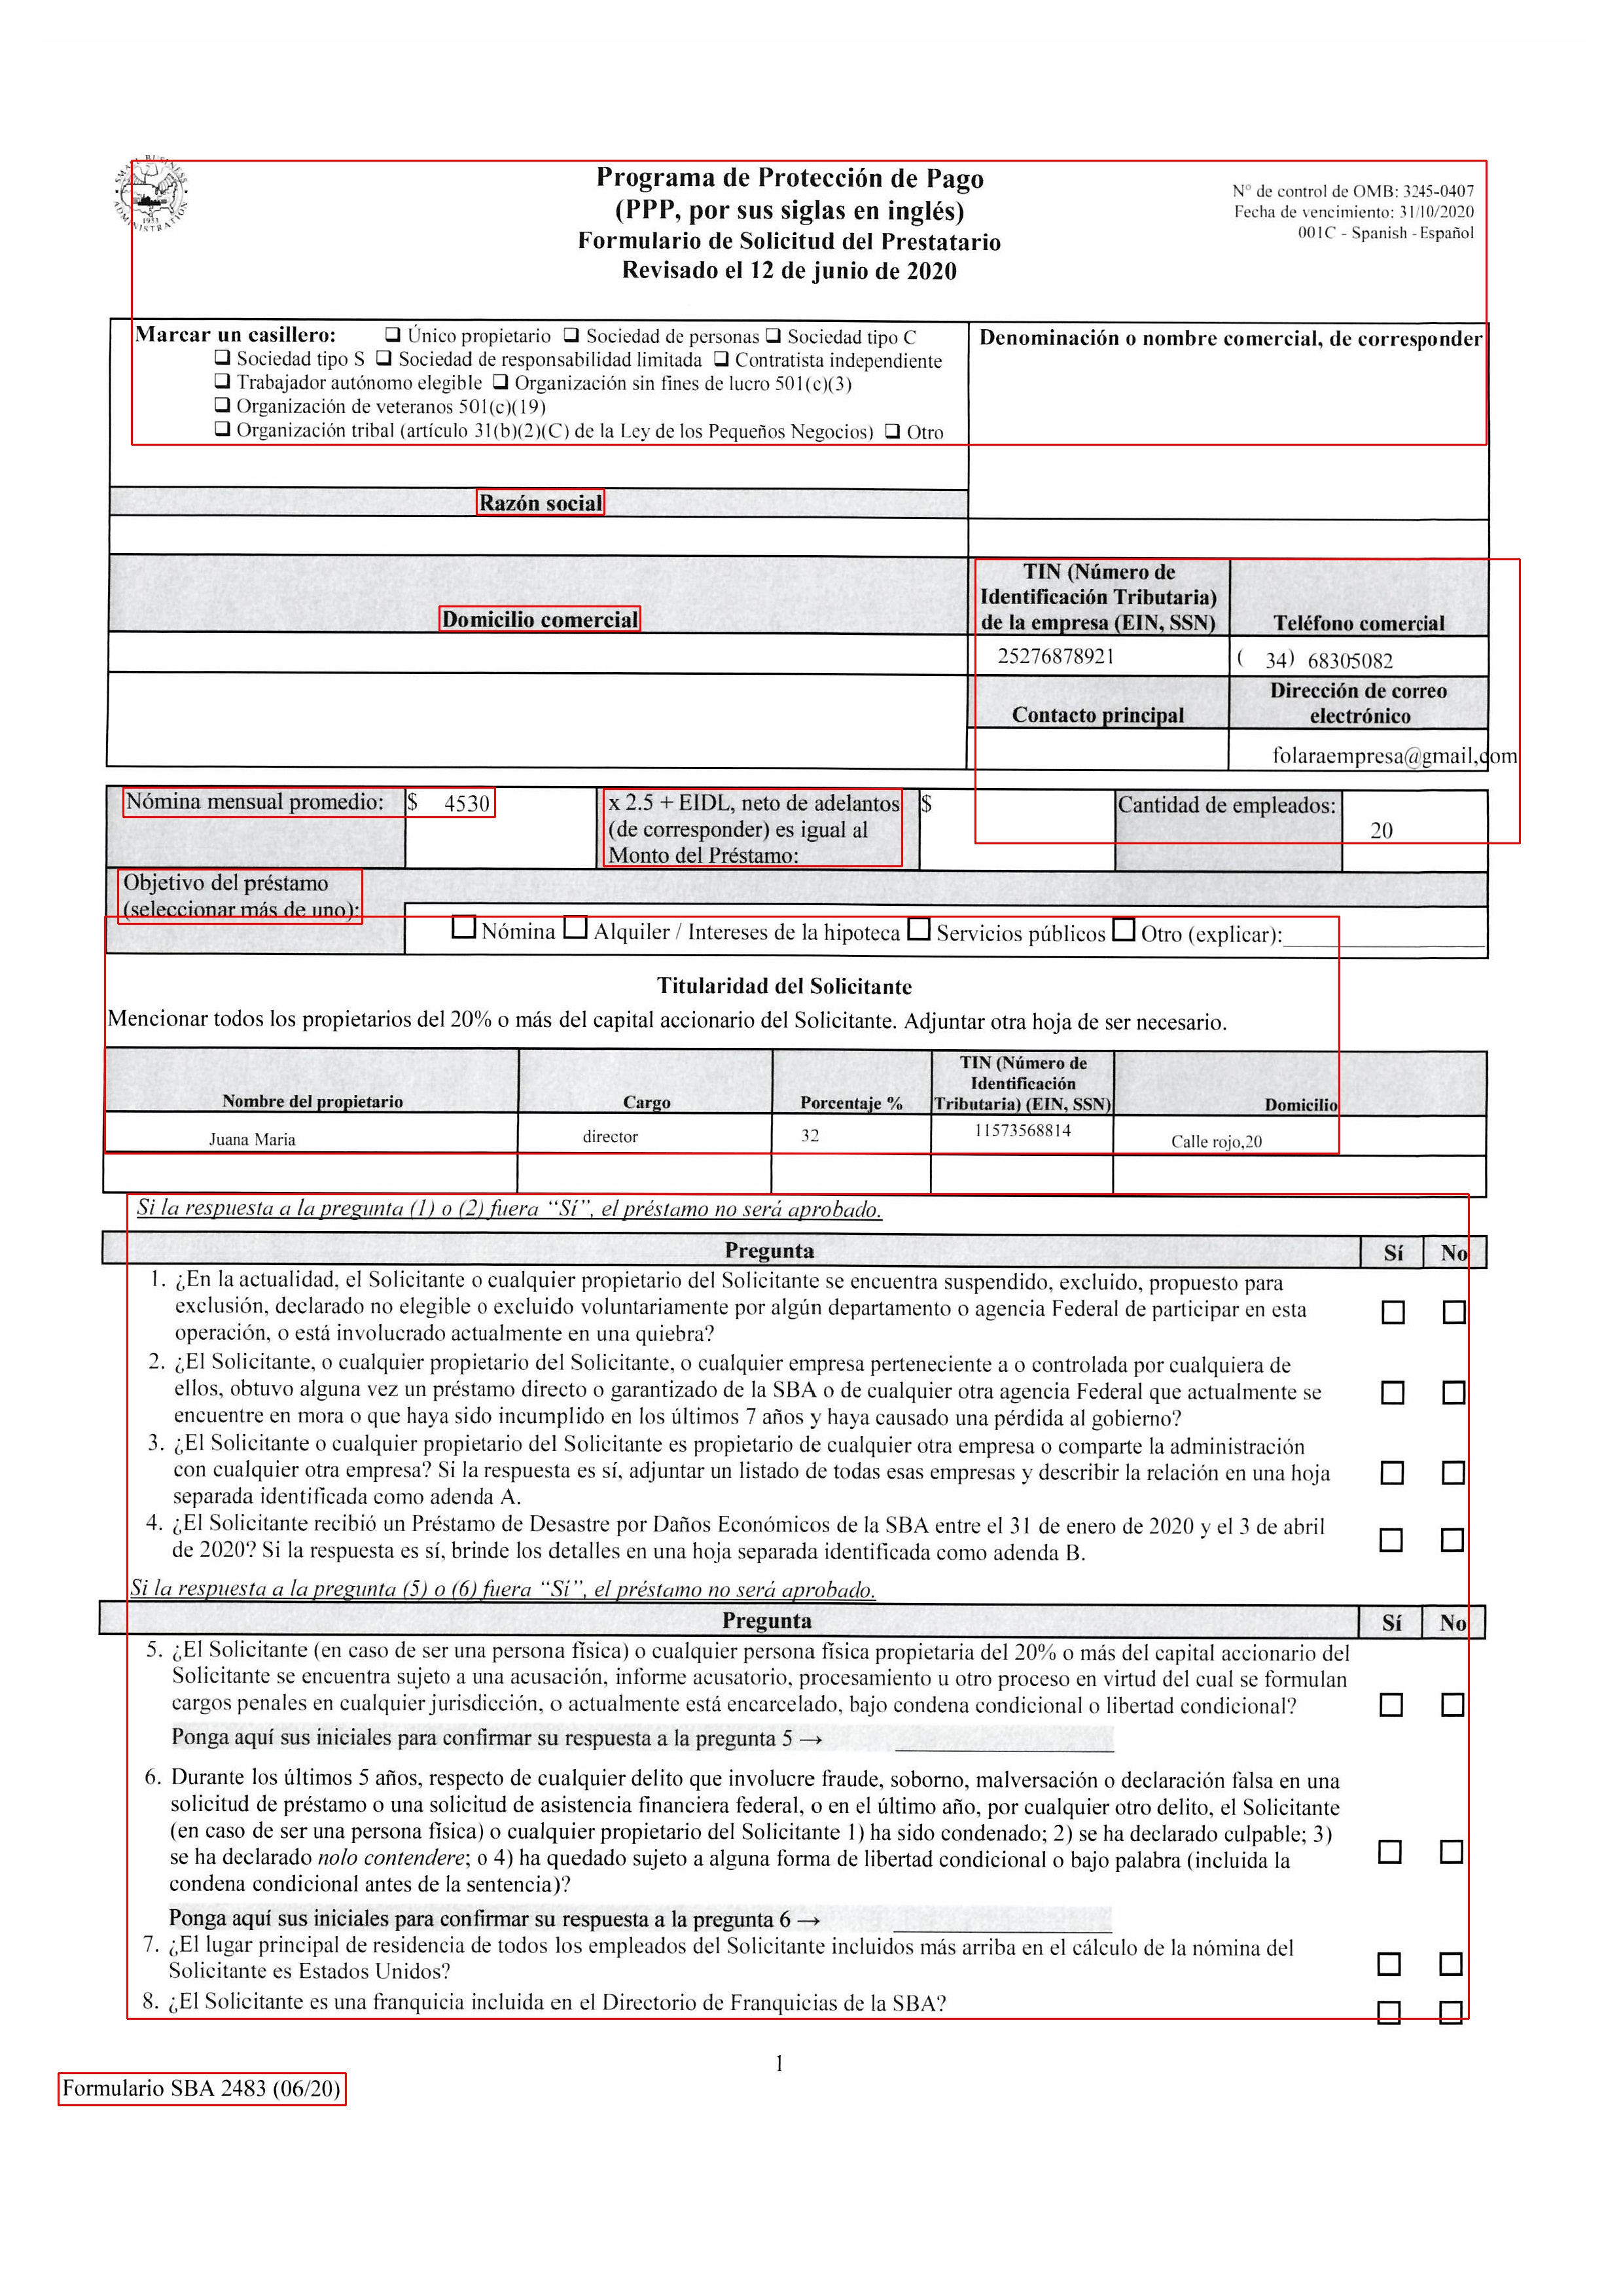 SMALL BUSINESS ADMINISTRATION
1953
Programa de Protección de Pago
(PPP, por sus siglas en inglés)
Formulario de Solicitud del Prestatario
Revisado el 12 de junio de 2020
N° de control de OMB: 3245-0407
Fecha de vencimiento: 31/10/2020
001C - Spanish - Español
Marcar un casillero: ❑ Único propietario ❑ Sociedad de personas ❑ Sociedad tipo C
❑ Sociedad tipo S ❑ Sociedad de responsabilidad limitada ❑ Contratista independiente
❑ Trabajador autónomo elegible ❑ Organización sin fines de lucro 501(c)(3)
❑ Organización de veteranos 501(c)(19)
❑ Organización tribal (artículo 31(b)(2)(C) de la Ley de los Pequeños Negocios) ❑ Otro
Denominación o nombre comercial, de corresponder
Razón social
Domicilio comercial
TIN (Número de
Identificación Tributaria)
de la empresa (EIN, SSN)
Teléfono comercial
25276878921
( 34) 68305082
Contacto principal
Dirección de correo
electrónico
folaraempresa@gmail,com
Nómina mensual promedio:
$ 4530
x 2.5 + EIDL, neto de adelantos
(de corresponder) es igual al
Monto del Préstamo:
$
Cantidad de empleados:
20
Objetivo del préstamo
(seleccionar más de uno):
☐ Nómina ☐ Alquiler / Intereses de la hipoteca ☐ Servicios públicos ☐ Otro (explicar):
Titularidad del Solicitante
Mencionar todos los propietarios del 20% o más del capital accionario del Solicitante. Adjuntar otra hoja de ser necesario.
Nombre del propietario
Cargo
Porcentaje %
TIN (Número de
Identificación
Tributaria) (EIN, SSN)
Domicilio
Juana Maria
director
32
11573568814
Calle rojo,20
Si la respuesta a la pregunta (1) o (2) fuera “Sí”, el préstamo no será aprobado.
Pregunta Sí No
1. ¿En la actualidad, el Solicitante o cualquier propietario del Solicitante se encuentra suspendido, excluido, propuesto para
exclusión, declarado no elegible o excluido voluntariamente por algún departamento o agencia Federal de participar en esta
operación, o está involucrado actualmente en una quiebra?
2. ¿El Solicitante, o cualquier propietario del Solicitante, o cualquier empresa perteneciente a o controlada por cualquiera de
ellos, obtuvo alguna vez un préstamo directo o garantizado de la SBA o de cualquier otra agencia Federal que actualmente se
encuentre en mora o que haya sido incumplido en los últimos 7 años y haya causado una pérdida al gobierno?
3. ¿El Solicitante o cualquier propietario del Solicitante es propietario de cualquier otra empresa o comparte la administración
con cualquier otra empresa? Si la respuesta es sí, adjuntar un listado de todas esas empresas y describir la relación en una hoja
separada identificada como adenda A.
4. ¿El Solicitante recibió un Préstamo de Desastre por Daños Económicos de la SBA entre el 31 de enero de 2020 y el 3 de abril
de 2020? Si la respuesta es sí, brinde los detalles en una hoja separada identificada como adenda B.
Si la respuesta a la pregunta (5) o (6) fuera “Sí”, el préstamo no será aprobado.
Pregunta Sí No
5. ¿El Solicitante (en caso de ser una persona física) o cualquier persona física propietaria del 20% o más del capital accionario del
Solicitante se encuentra sujeto a una acusación, informe acusatorio, procesamiento u otro proceso en virtud del cual se formulan
cargos penales en cualquier jurisdicción, o actualmente está encarcelado, bajo condena condicional o libertad condicional?
Ponga aquí sus iniciales para confirmar su respuesta a la pregunta 5 →
6. Durante los últimos 5 años, respecto de cualquier delito que involucre fraude, soborno, malversación o declaración falsa en una
solicitud de préstamo o una solicitud de asistencia financiera federal, o en el último año, por cualquier otro delito, el Solicitante
(en caso de ser una persona física) o cualquier propietario del Solicitante 1) ha sido condenado; 2) se ha declarado culpable; 3)
se ha declarado nolo contendere; o 4) ha quedado sujeto a alguna forma de libertad condicional o bajo palabra (incluida la
condena condicional antes de la sentencia)?
Ponga aquí sus iniciales para confirmar su respuesta a la pregunta 6 →
7. ¿El lugar principal de residencia de todos los empleados del Solicitante incluidos más arriba en el cálculo de la nómina del
Solicitante es Estados Unidos?
8. ¿El Solicitante es una franquicia incluida en el Directorio de Franquicias de la SBA?
1
Formulario SBA 2483 (06/20)